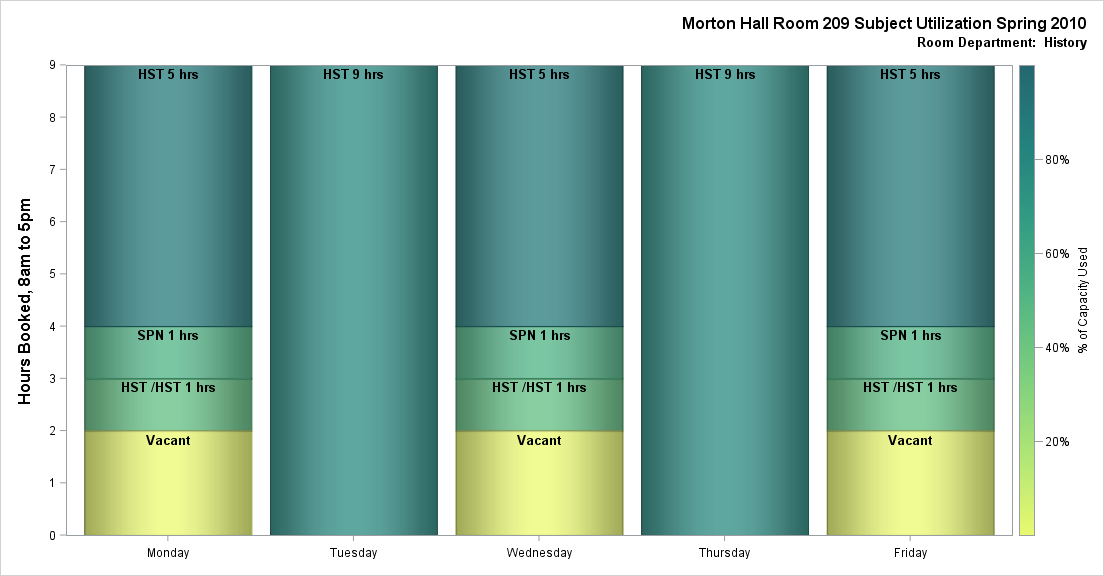 Morton Hall Room 209 Subject Utilization Spring 2010
Room Department: History
Hours Booked, 8am to 5pm
9
8
7
6
5
4
3
2
1
0
HST 5 hrs
SPN 1 hrs
HST /HST 1 hrs
Vacant
HST 9 hrs
HST 5 hrs
SPN 1 hrs
HST /HST 1 hrs
Vacant
HST 9 hrs
HST 5 hrs
SPN 1 hrs
HST /HST 1 hrs
Vacant
Monday
Tuesday
Wednesday
Thursday
Friday
80%
60%
40%
20%
% of Capacity Used